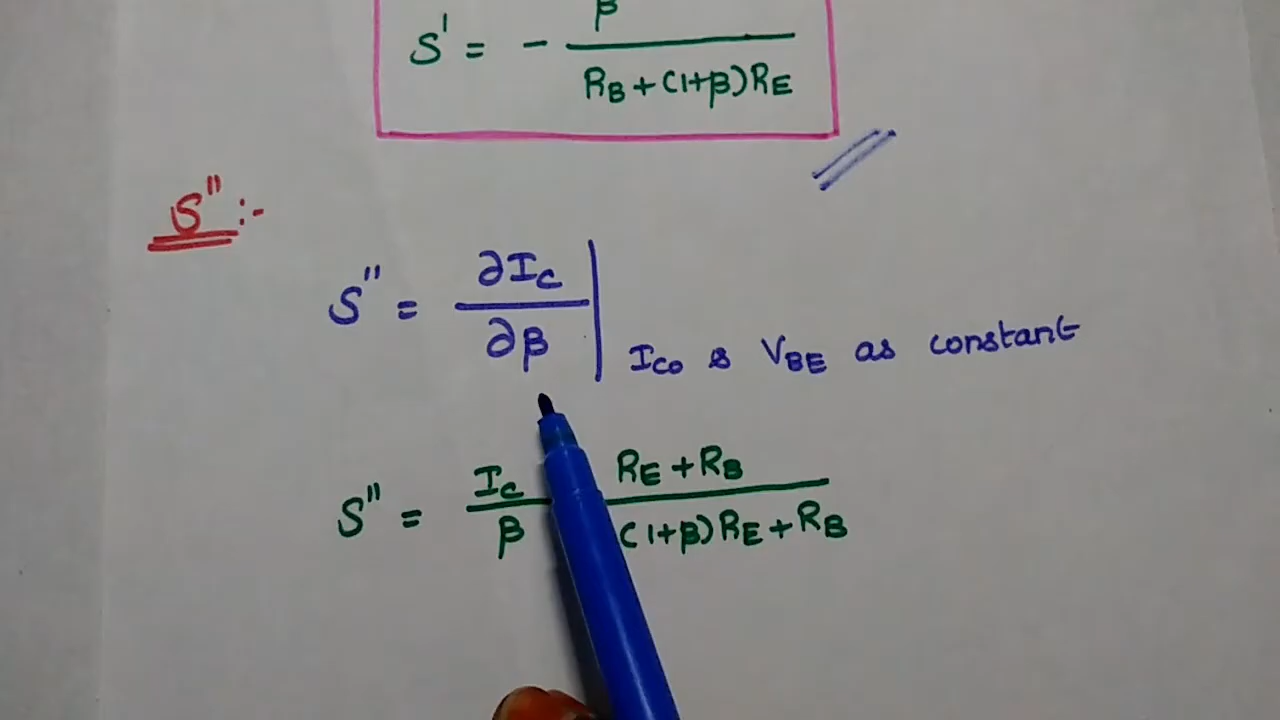 S' = - β / (R_B + (1+β)R_E)
S'' :-
S'' = ∂I_C / ∂β | I_CO & V_BE as constant
S'' = I_C / β (R_E + R_B) / ((1+β)R_E + R_B)